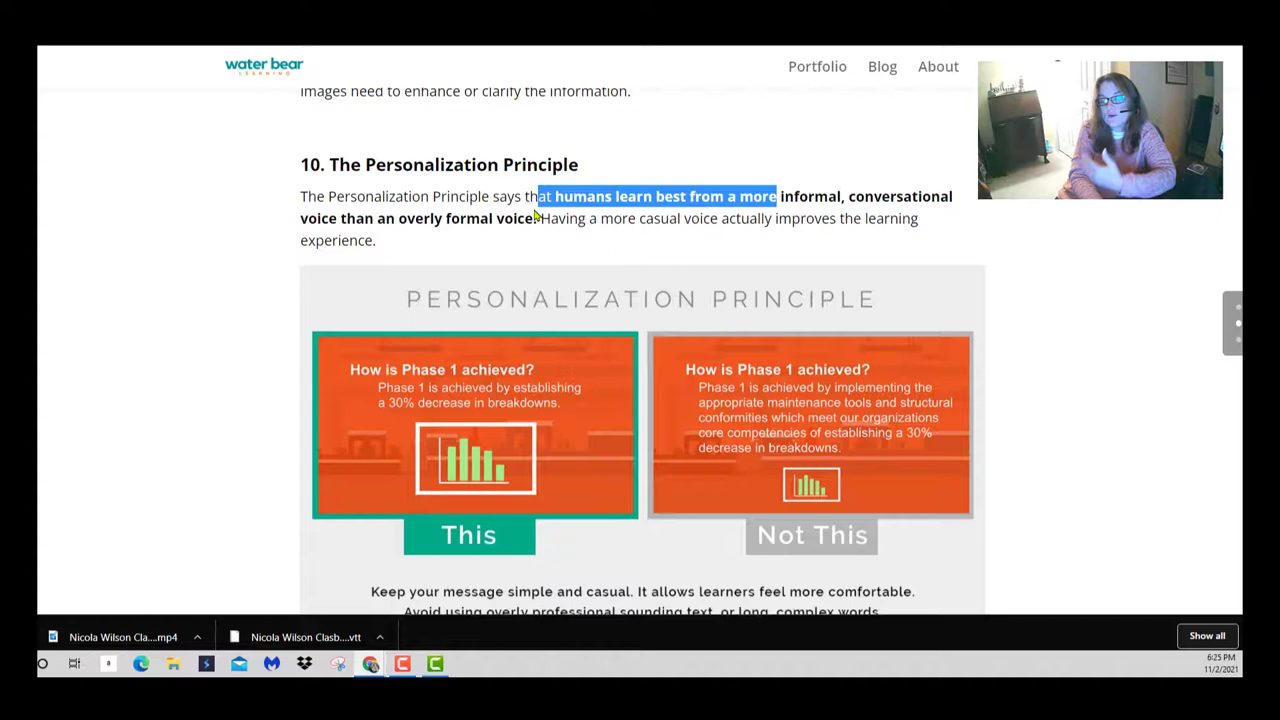 water bear
LEARNING
Portfolio
Blog
About
images need to enhance or clarify the information.
10. The Personalization Principle
The Personalization Principle says that humans learn best from a more informal, conversational
voice than an overly formal voice. Having a more casual voice actually improves the learning
experience.
PERSONALIZATION PRINCIPLE
How is Phase 1 achieved?
Phase 1 is achieved by establishing
a 30% decrease in breakdowns.
This
How is Phase 1 achieved?
Phase 1 is achieved by implementing the
appropriate maintenance tools and structural
conformities which meet our organizations
core competencies of establishing a 30%
decrease in breakdowns.
Not This
Keep your message simple and casual. It allows learners feel more comfortable.
Avoid using overly professional sounding text, or long, complex words.
Nicola Wilson Cla....mp4
Nicola Wilson Clasb....vtt
Show all
6:25 PM
11/2/2021